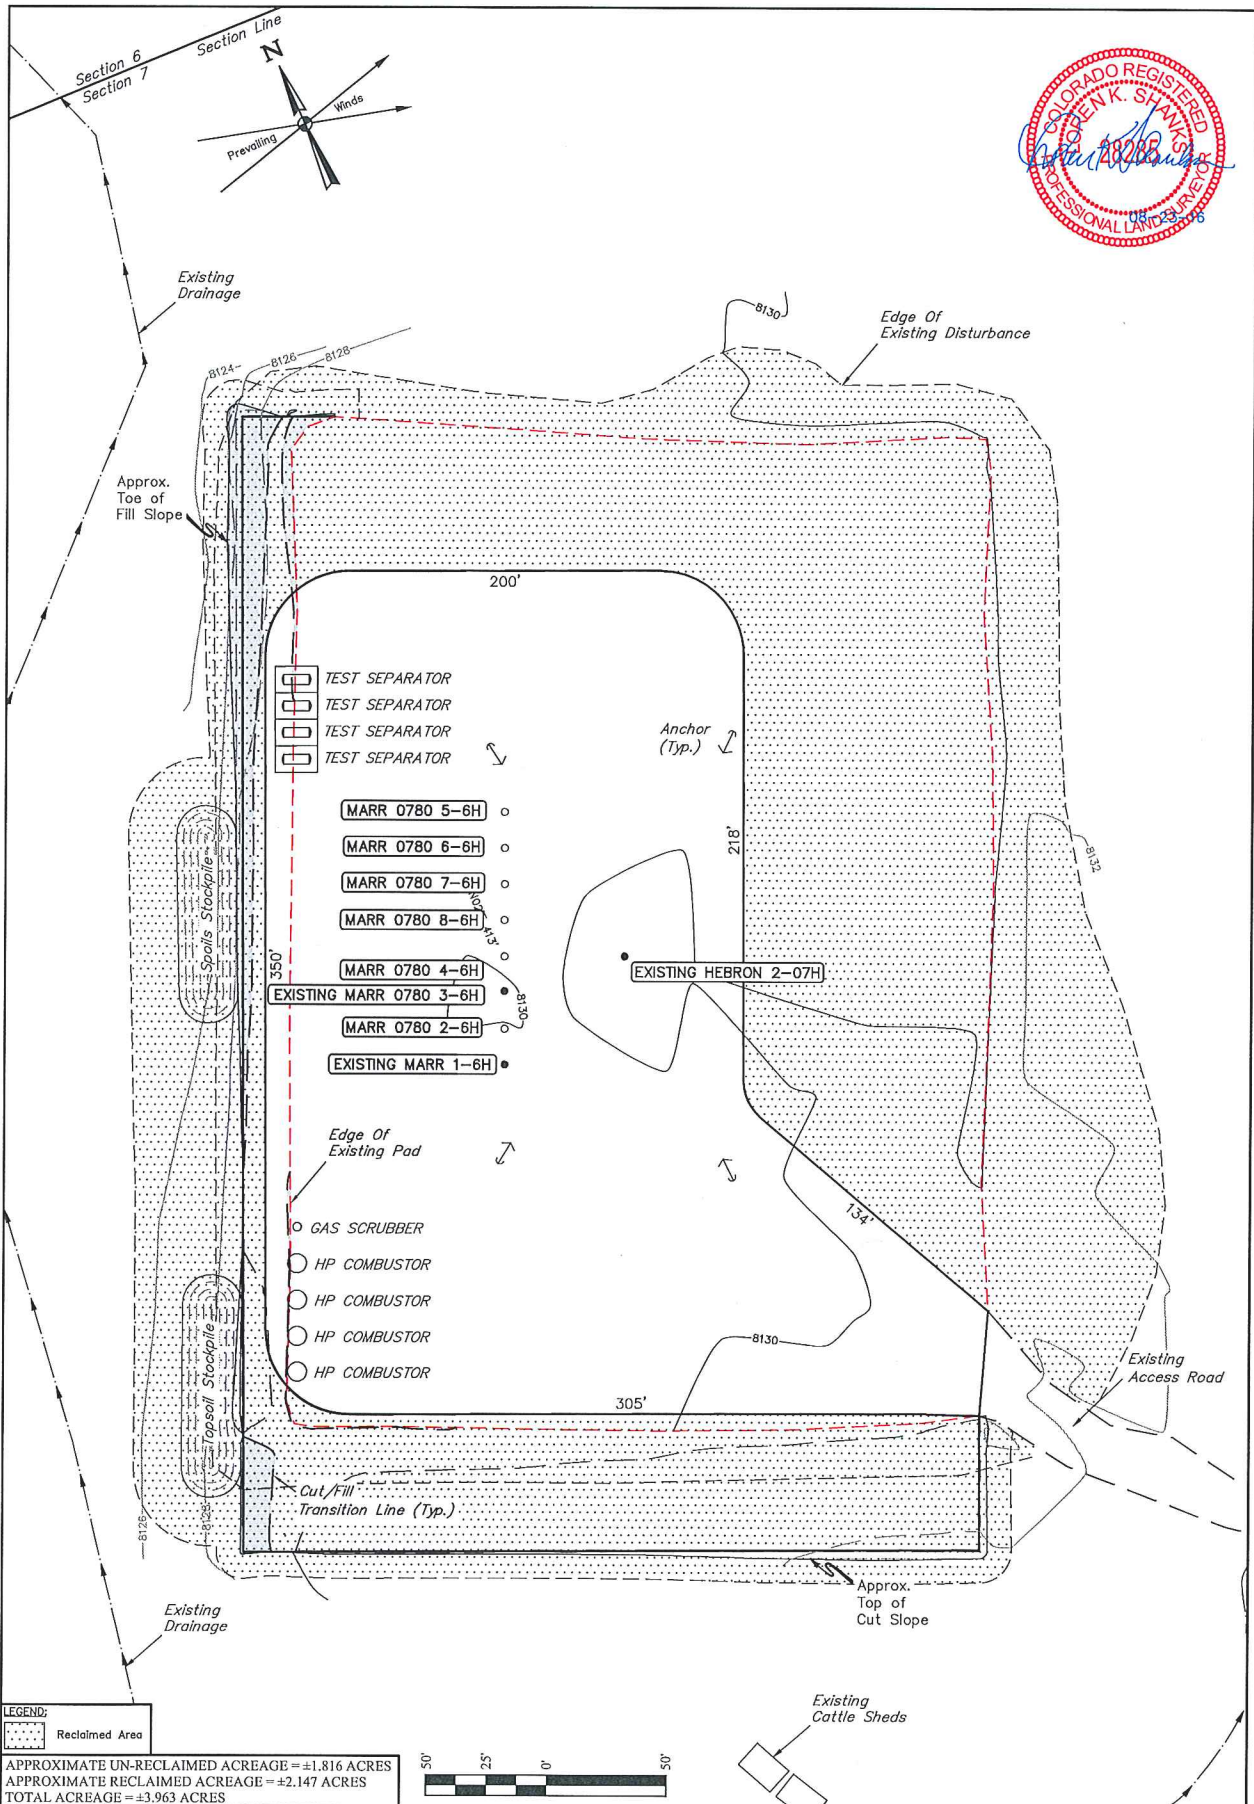 Section 6
Section Line
Section 7
N
Winds
Prevailing
COLORADO REGISTERED
LOREN K. SHANKS
28285
PROFESSIONAL LAND SURVEYOR
08-23-16
Existing
Drainage
8130
Edge Of
Existing Disturbance
8124
8126
8128
Approx.
Toe of
Fill Slope
200'
TEST SEPARATOR
TEST SEPARATOR
TEST SEPARATOR
TEST SEPARATOR
Anchor
(Typ.)
MARR 0780 5-6H
MARR 0780 6-6H
MARR 0780 7-6H
MARR 0780 8-6H
218'
8132
Spoils Stockpile
350'
MARR 0780 4-6H
EXISTING HEBRON 2-07H
EXISTING MARR 0780 3-6H
8130
MARR 0780 2-6H
EXISTING MARR 1-6H
Edge Of
Existing Pad
134'
GAS SCRUBBER
HP COMBUSTOR
HP COMBUSTOR
HP COMBUSTOR
HP COMBUSTOR
8130
Topsoil Stockpile
Existing
Access Road
305'
Cut/Fill
Transition Line (Typ.)
8126
8128
Approx.
Top of
Cut Slope
Existing
Drainage
Existing
Cattle Sheds
LEGEND:
Reclaimed Area
APPROXIMATE UN-RECLAIMED ACREAGE = ±1.816 ACRES
APPROXIMATE RECLAIMED ACREAGE = ±2.147 ACRES
TOTAL ACREAGE = ±3.963 ACRES
50'
25'
0'
50'